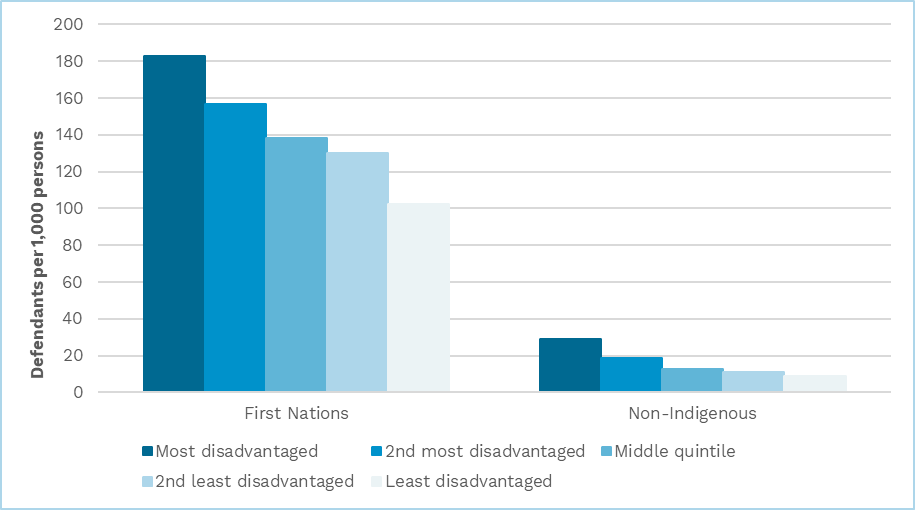 Defendants per 1,000 persons
200
180
160
140
120
100
80
60
40
20
0
First Nations
Non-Indigenous
Most disadvantaged
2nd most disadvantaged
Middle quintile
2nd least disadvantaged
Least disadvantaged